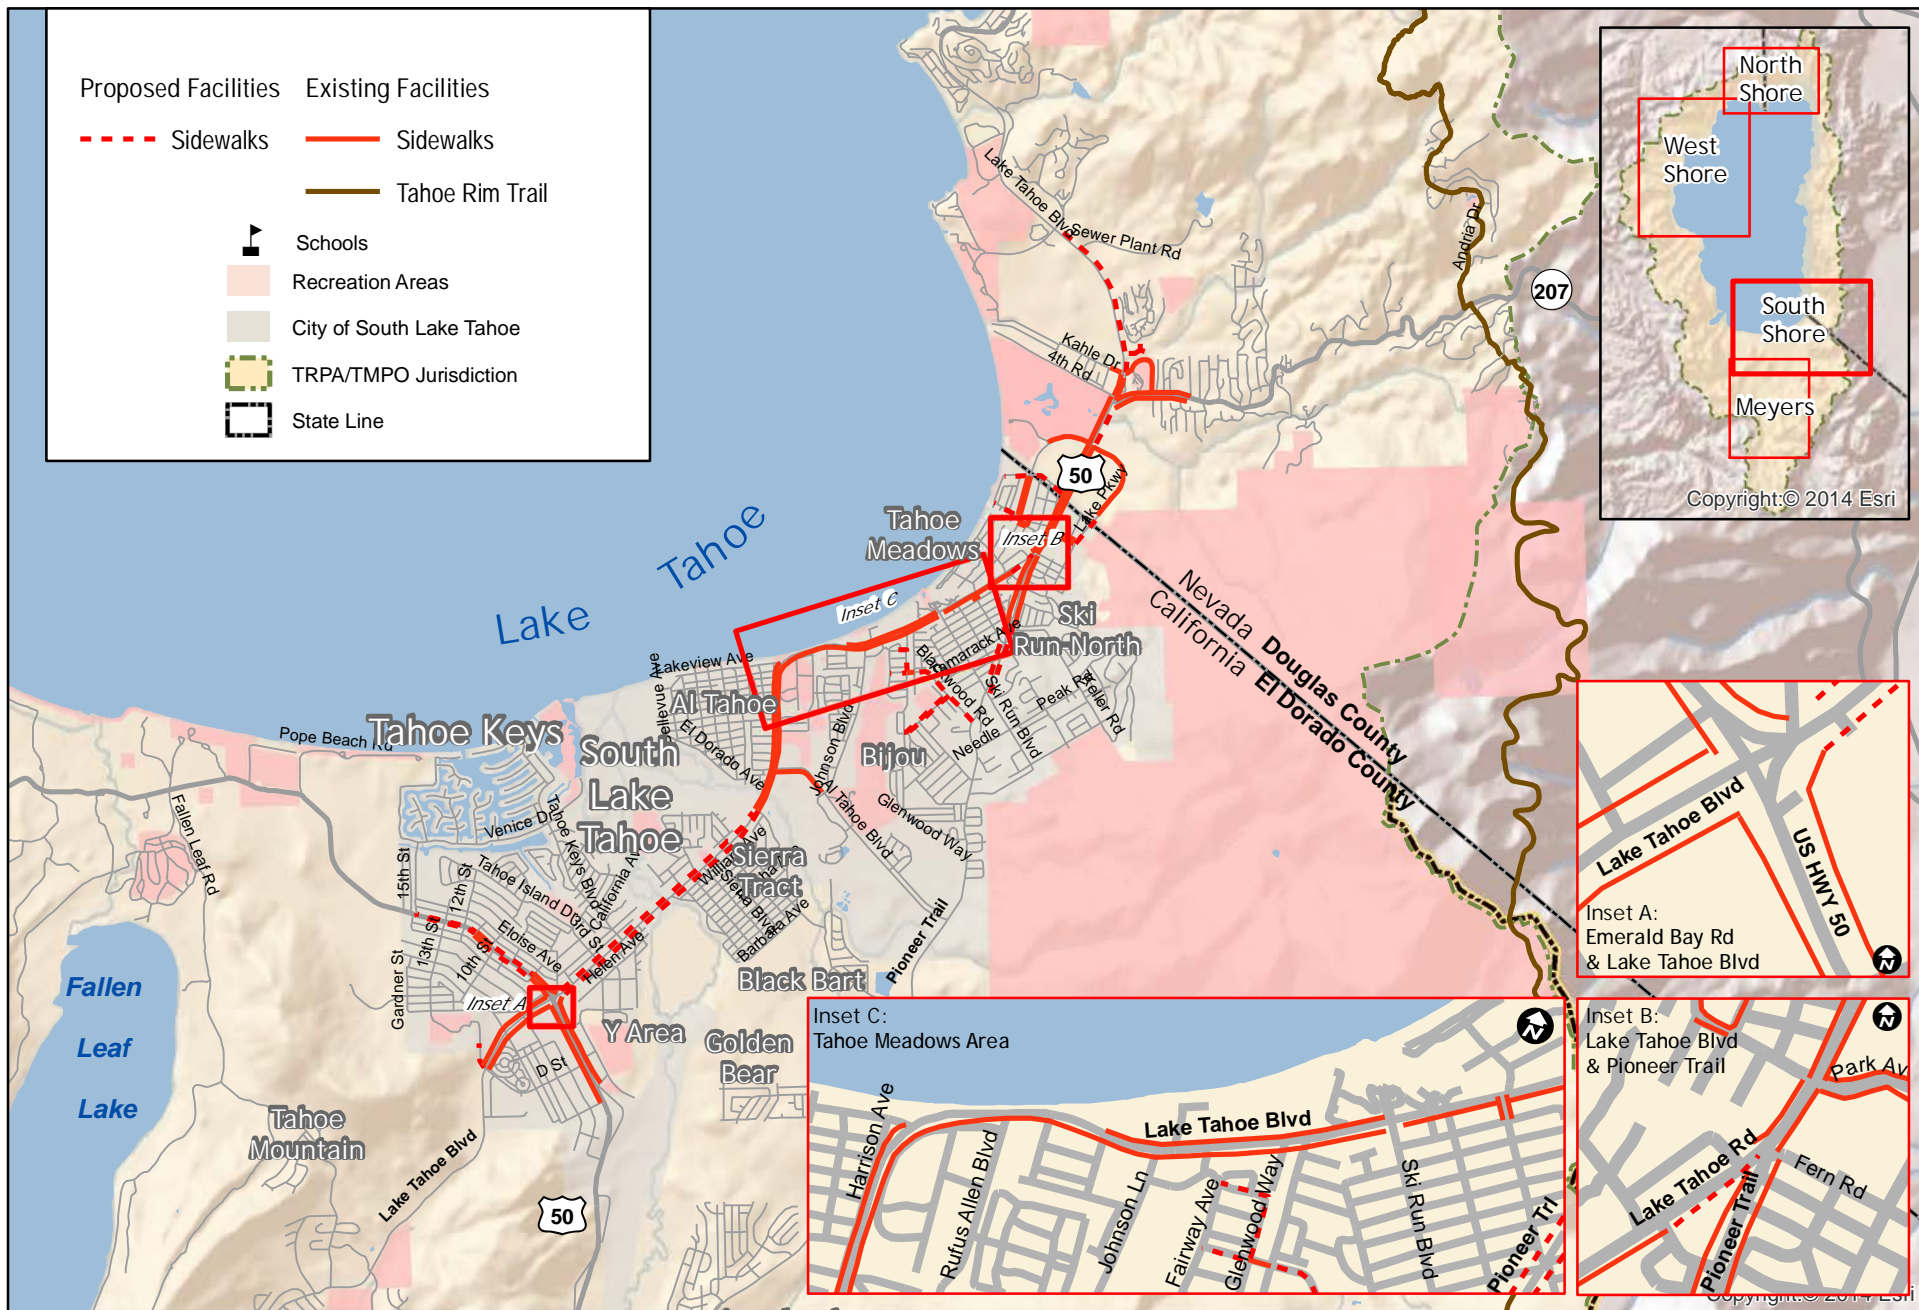 Proposed Facilities
Existing Facilities
Sidewalks
Sidewalks
Tahoe Rim Trail
Schools
Recreation Areas
City of South Lake Tahoe
TRPA/TMPO Jurisdiction
State Line
North
Shore
West
Shore
South
Shore
Meyers
Copyright:© 2014 Esri
Lake Tahoe Blvd
Sewer Plant Rd
Andria Dr
207
Kahle Dr
4th Rd
50
Lake Pkwy
Tahoe
Meadows
Inset B
Lake Tahoe
Inset C
Nevada
California
Douglas County
El Dorado County
Ski
Run-North
Tamarack Ave
Lakeview Ave
Al Tahoe
El Dorado Ave
Ski Run Blvd
Peak Rd
Keller Rd
Needle
Bijou
Johnson Blvd
Al Tahoe Blvd
Glenwood Way
Tahoe Keys
Pope Beach Rd
South
Lake
Tahoe
Venice Dr
Tahoe Keys Blvd
Fallen Leaf Rd
15th St
12th St
Tahoe Island Dr
3rd St
13th St
10th St
Eloise Ave
Helen Ave
Gardner St
Sierra
Tract
Sierra Blvd
Barbara Ave
Black Bart
Pioneer Trail
Inset A
Y Area
Golden
Bear
D St
Fallen
Leaf
Lake
Tahoe
Mountain
Lake Tahoe Blvd
50
Lake Tahoe Blvd
US HWY 50
Inset A:
Emerald Bay Rd
& Lake Tahoe Blvd
Inset C:
Tahoe Meadows Area
Harrison Ave
Rufus Allen Blvd
Lake Tahoe Blvd
Johnson Ln
Fairway Ave
Glenwood Way
Ski Run Blvd
Pioneer Trl
Inset B:
Lake Tahoe Blvd
& Pioneer Trail
Park Av
Lake Tahoe Rd
Pioneer Trail
Fern Rd
Copyright:© 2014 Esri